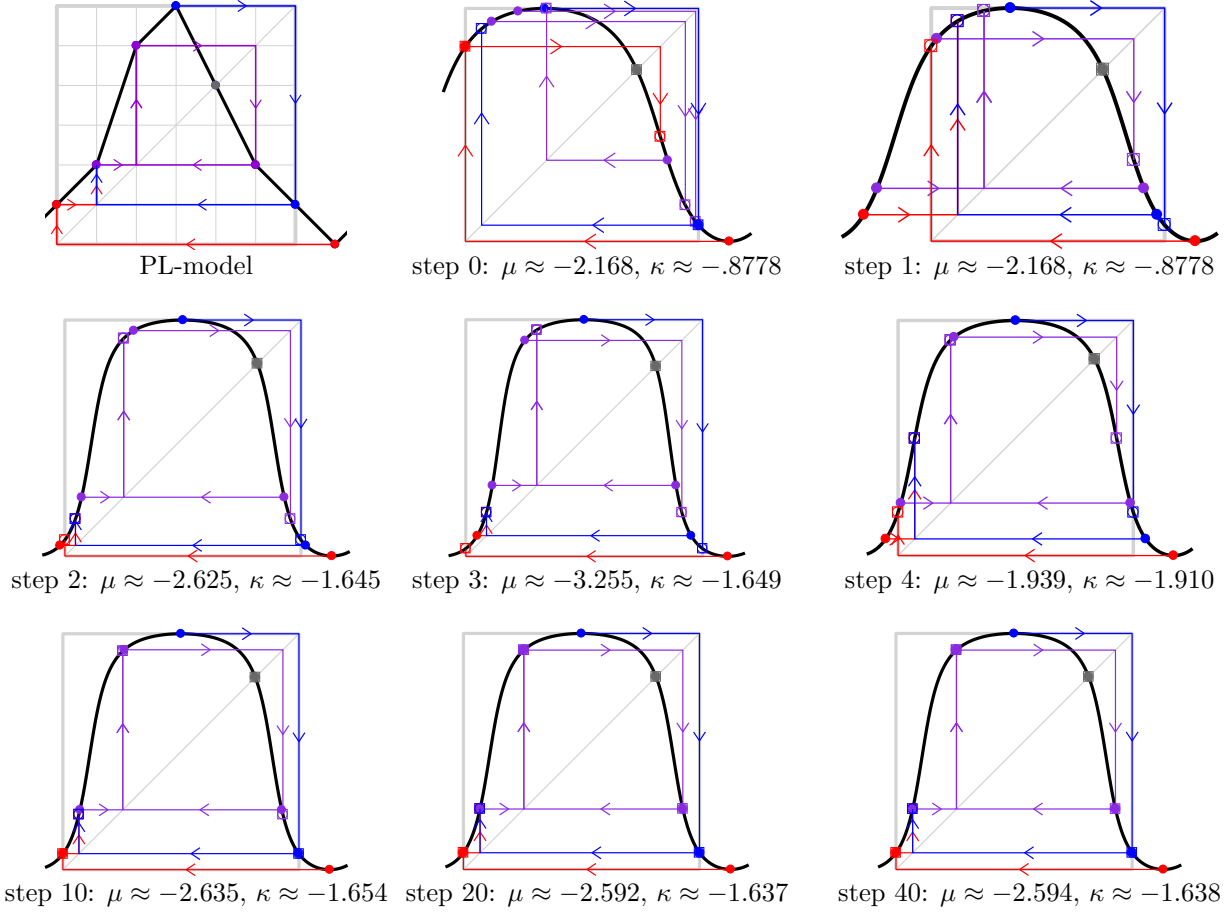 PL-model
step 0: μ ≈ −2.168, κ ≈ −.8778
step 1: μ ≈ −2.168, κ ≈ −.8778
step 2: μ ≈ −2.625, κ ≈ −1.645
step 3: μ ≈ −3.255, κ ≈ −1.649
step 4: μ ≈ −1.939, κ ≈ −1.910
step 10: μ ≈ −2.635, κ ≈ −1.654
step 20: μ ≈ −2.592, κ ≈ −1.637
step 40: μ ≈ −2.594, κ ≈ −1.638